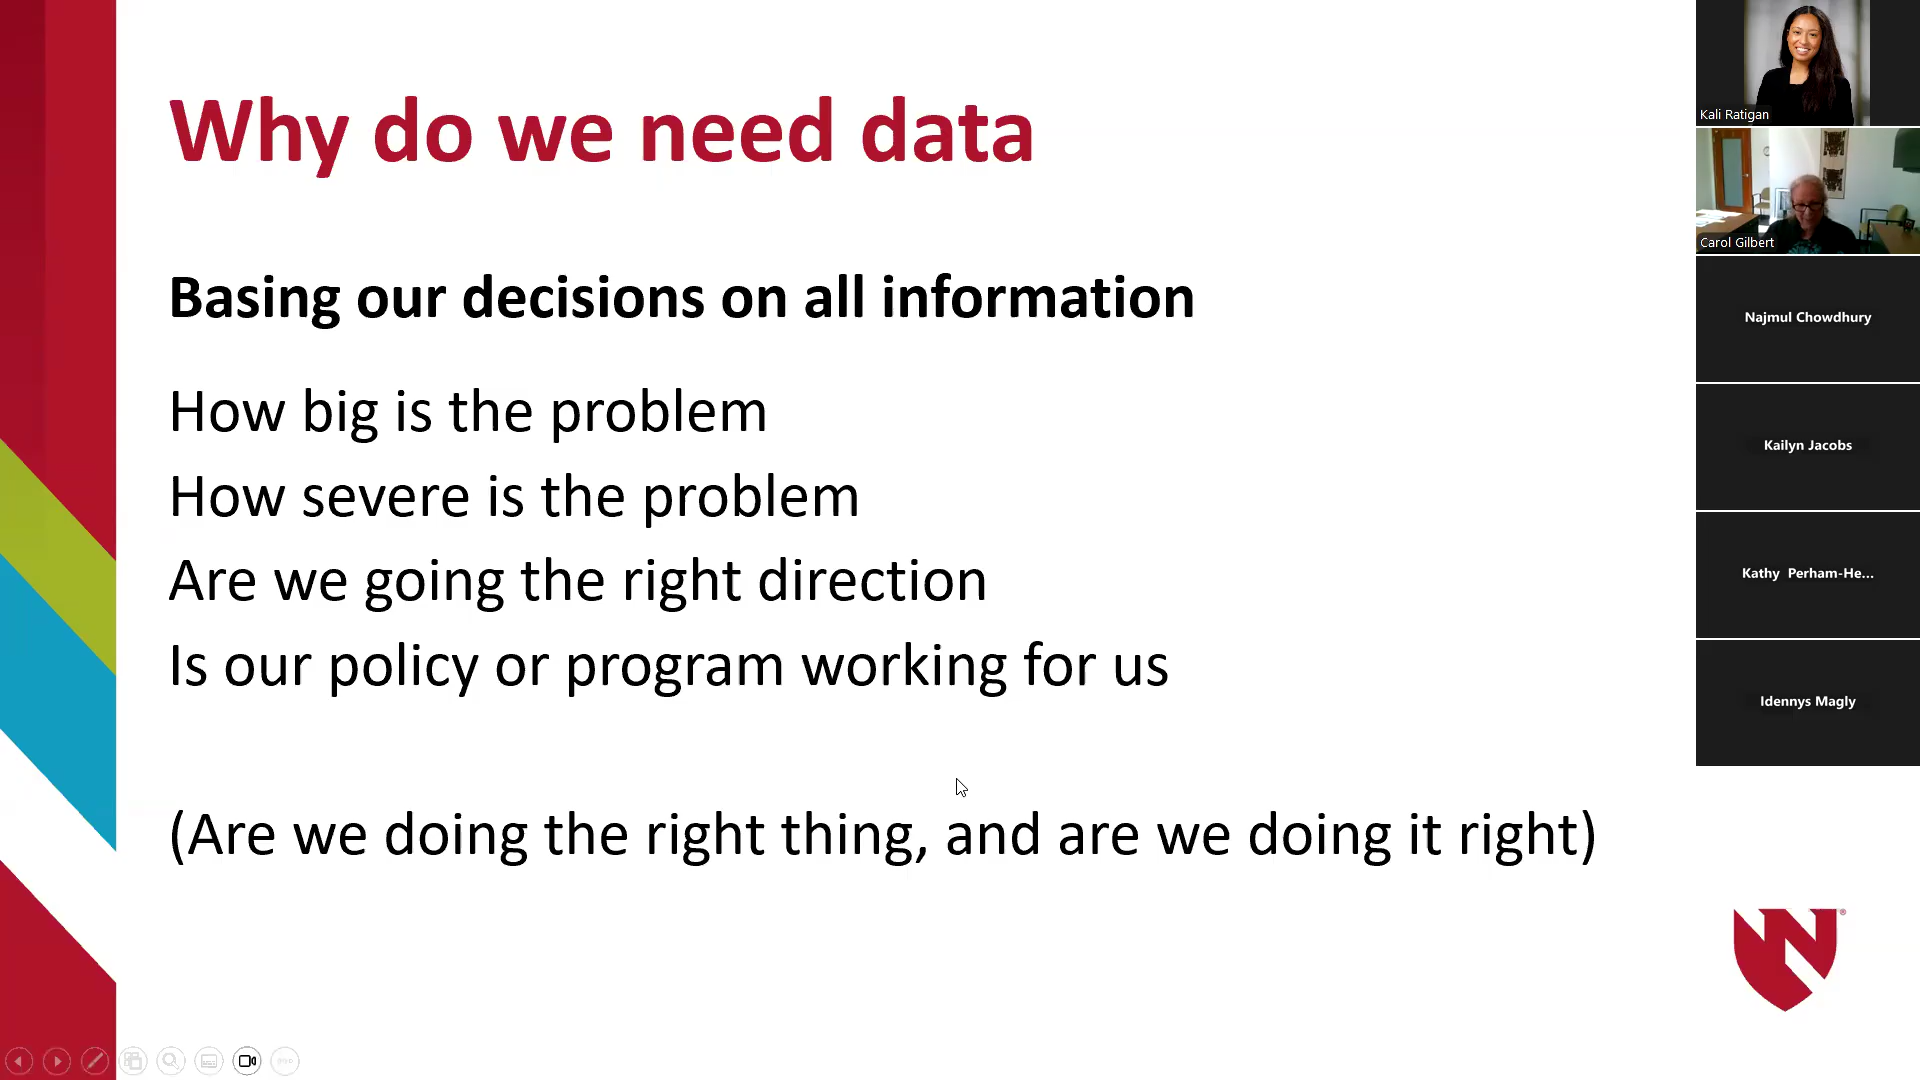 Why do we need data
Basing our decisions on all information
How big is the problem
How severe is the problem
Are we going the right direction
Is our policy or program working for us
(Are we doing the right thing, and are we doing it right)
Kali Ratigan
Carol Gilbert
Najmul Chowdhury
Kailyn Jacobs
Kathy Perham-He...
Idennys Magly
N